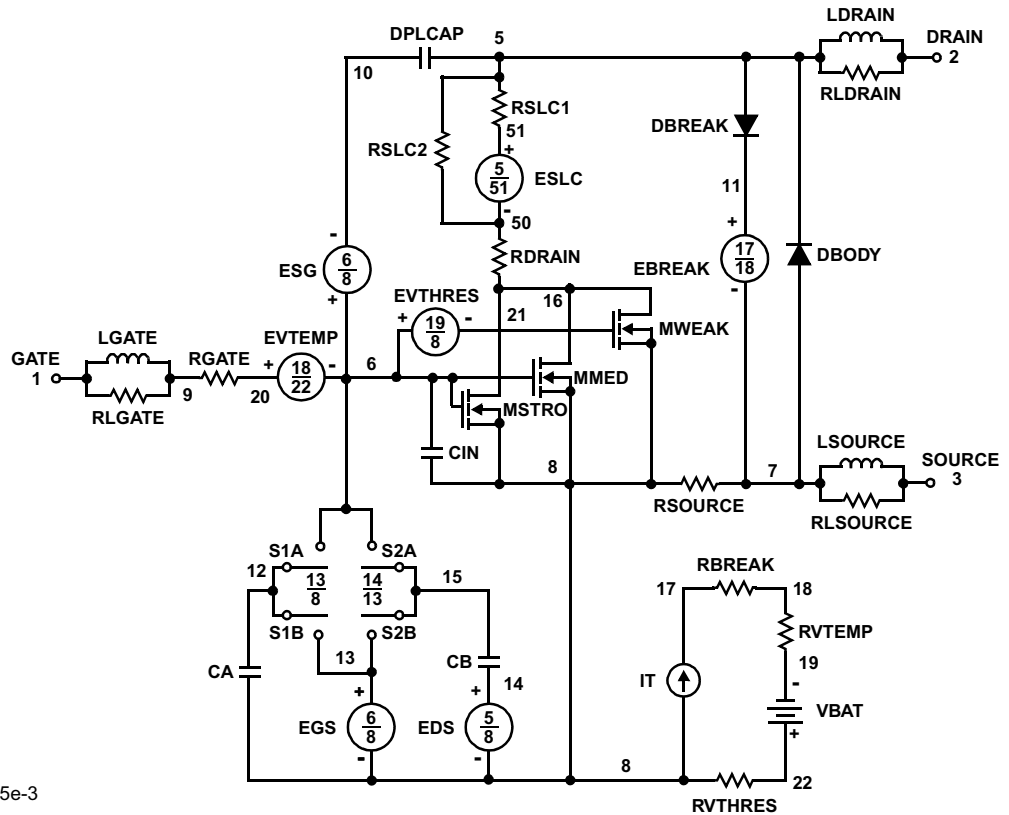 LDRAIN
DPLCAP
5
DRAIN
10
2
RSLC1
RLDRAIN
51
DBREAK
RSLC2
+
5
51
ESLC
11
-
50
-
+
17
18
RDRAIN
6
8
EBREAK
DBODY
ESG
EVTHRES
16
-
+
+
19
8
-
21
MWEAK
LGATE
EVTEMP
GATE
1
RGATE
+
18
22
-
6
MMED
9
20
MSTRO
RLGATE
LSOURCE
CIN
8
7
SOURCE
3
RSOURCE
RLSOURCE
S1A
S2A
RBREAK
12
13
8
14
13
15
17
18
S1B
S2B
RVTEMP
13
CB
19
CA
14
IT
-
+
+
VBAT
EGS
6
8
EDS
5
8
+
-
-
8
22
RVTHRES
5e-3